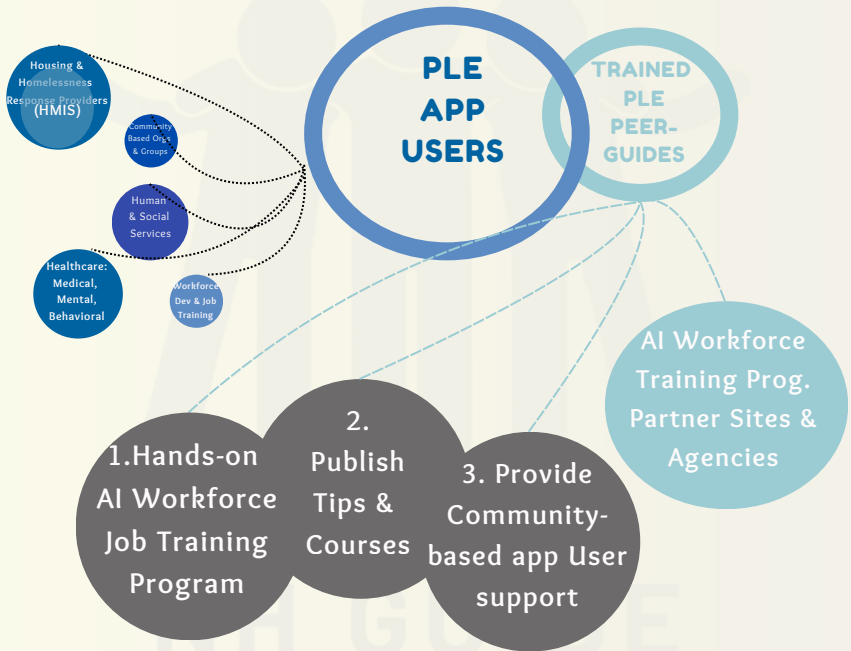 PLE
APP
USERS
TRAINED
PLE
PEER-
GUIDES
Housing &
Homelessness
Response Providers
(HMIS)
Community
Based Orgs
& Groups
Human
& Social
Services
Healthcare:
Medical,
Mental,
Behavioral
Workforce
Dev & Job
Training
AI Workforce
Training Prog.
Partner Sites &
Agencies
1.Hands-on
AI Workforce
Job Training
Program
2.
Publish
Tips &
Courses
3. Provide
Community-
based app User
support